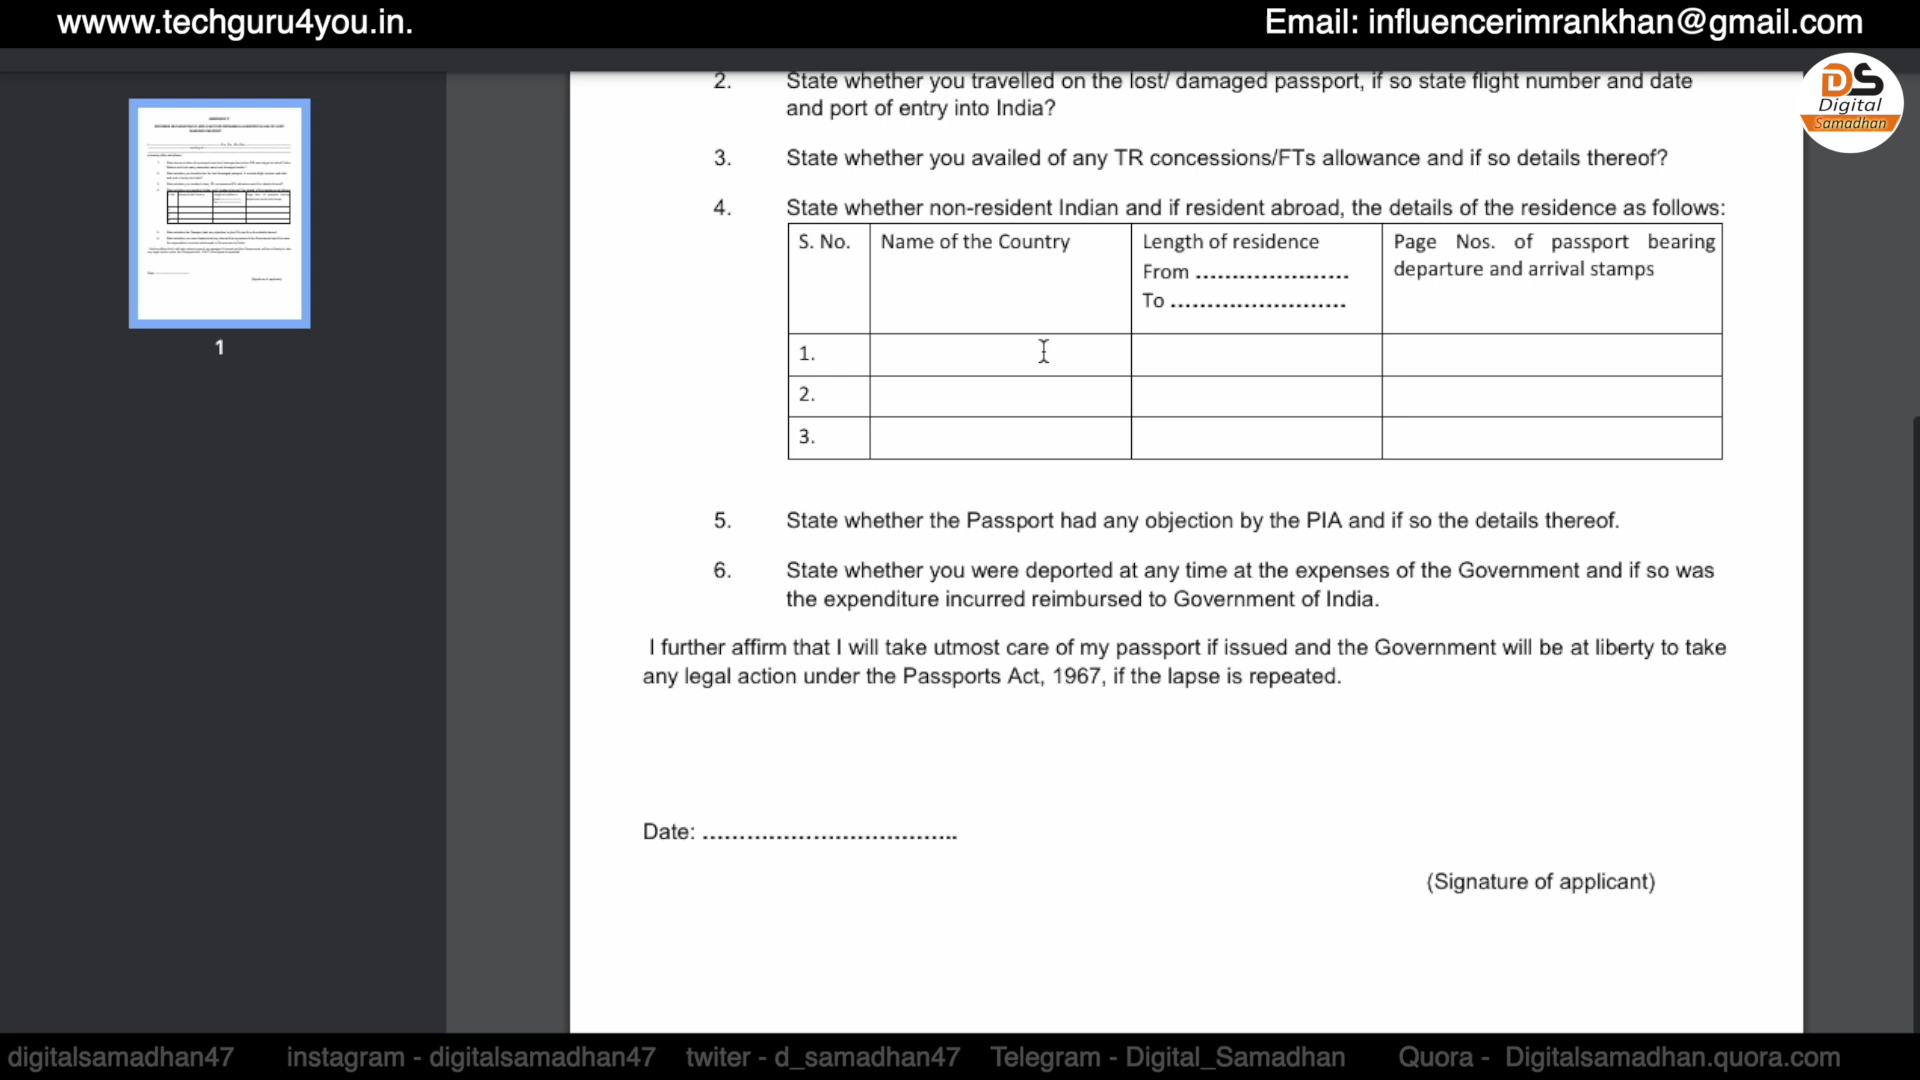 wwww.techguru4you.in.
Email: influencerimrankhan@gmail.com
DS
Digital
Samadhan
2. State whether you travelled on the lost/ damaged passport, if so state flight number and date
and port of entry into India?
3. State whether you availed of any TR concessions/FTs allowance and if so details thereof?
4. State whether non-resident Indian and if resident abroad, the details of the residence as follows:
S. No. Name of the Country Length of residence Page Nos. of passport bearing
From ..................... departure and arrival stamps
To ........................
1.
2.
3.
5. State whether the Passport had any objection by the PIA and if so the details thereof.
6. State whether you were deported at any time at the expenses of the Government and if so was
the expenditure incurred reimbursed to Government of India.
I further affirm that I will take utmost care of my passport if issued and the Government will be at liberty to take
any legal action under the Passports Act, 1967, if the lapse is repeated.
Date: ...................................
(Signature of applicant)
1
digitalsamadhan47 instagram - digitalsamadhan47 twiter - d_samadhan47 Telegram - Digital_Samadhan Quora - Digitalsamadhan.quora.com